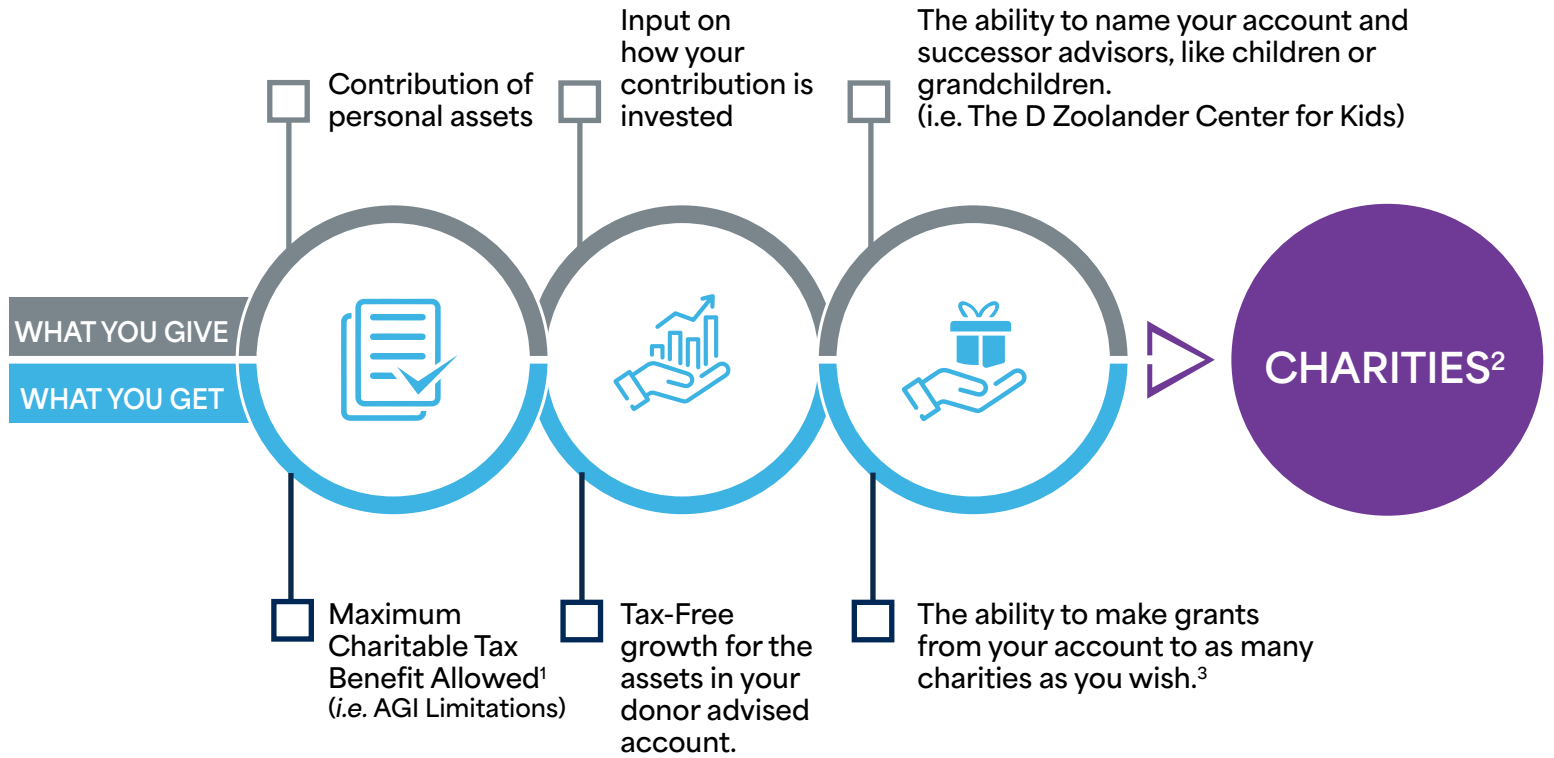 Contribution of
personal assets
Input on
how your
contribution is
invested
The ability to name your account and
successor advisors, like children or
grandchildren.
(i.e. The D Zoolander Center for Kids)
WHAT YOU GIVE
WHAT YOU GET
CHARITIES²
Maximum
Charitable Tax
Benefit Allowed¹
(i.e. AGI Limitations)
Tax-Free
growth for the
assets in your
donor advised
account.
The ability to make grants
from your account to as many
charities as you wish.³